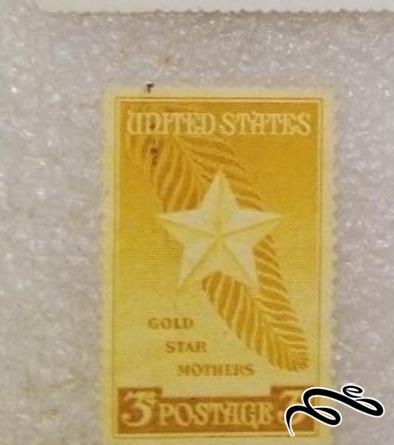 UNITED STATES
GOLD
STAR
MOTHERS
3¢ POSTAGE 3